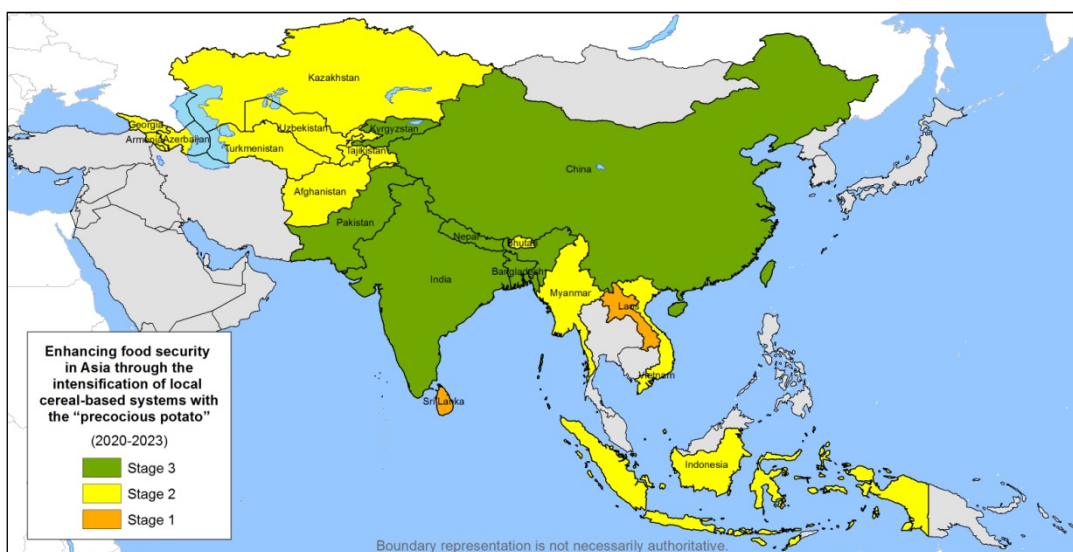 Kazakhstan
Georgia
Armenia
Azerbaijan
Uzbekistan
Kyrgyzstan
Turkmenistan
Tajikistan
China
Afghanistan
Pakistan
Nepal
Bhutan
Bangladesh
India
Myanmar
Laos
Vietnam
Sri Lanka
Indonesia
Enhancing food security
in Asia through the
intensification of local
cereal-based systems with
the “precocious potato”
(2020-2023)
Stage 3
Stage 2
Stage 1
Boundary representation is not necessarily authoritative.